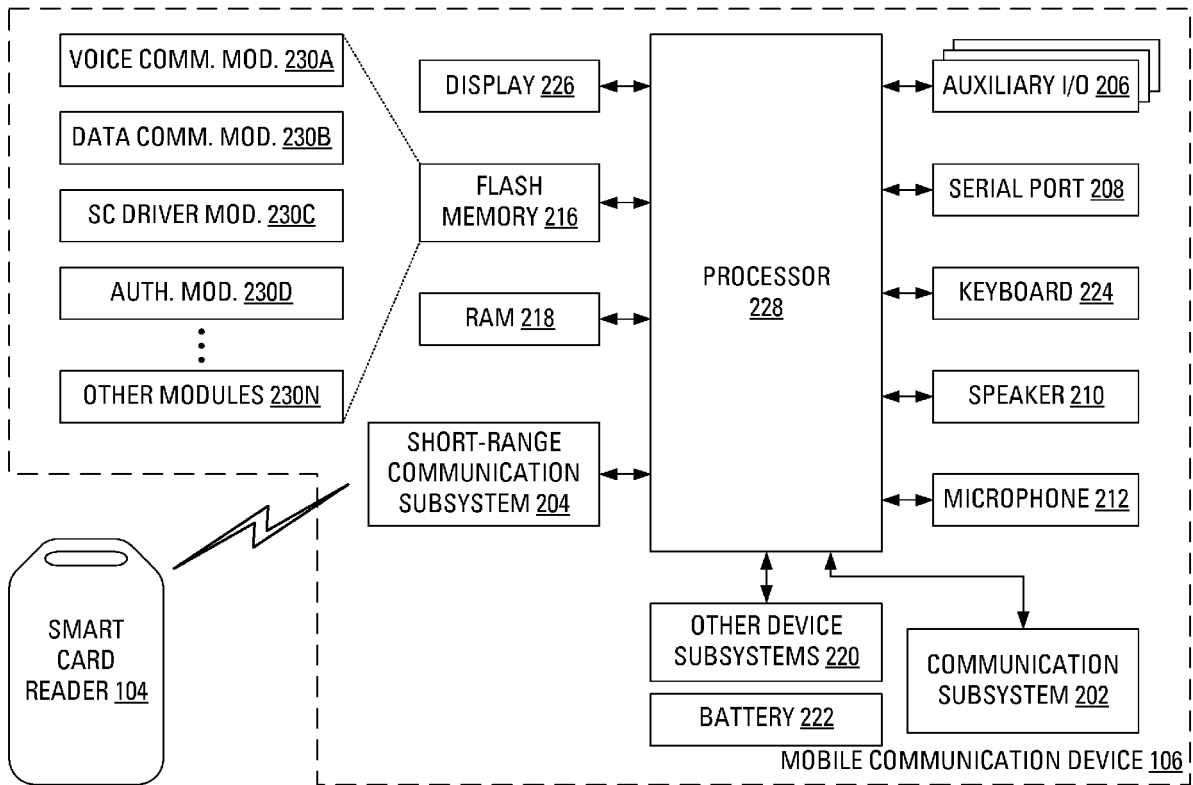 VOICE COMM. MOD. 230A
DATA COMM. MOD. 230B
SC DRIVER MOD. 230C
AUTH. MOD. 230D
OTHER MODULES 230N
DISPLAY 226
FLASH
MEMORY 216
RAM 218
SHORT-RANGE
COMMUNICATION
SUBSYSTEM 204
PROCESSOR
228
AUXILIARY I/O 206
SERIAL PORT 208
KEYBOARD 224
SPEAKER 210
MICROPHONE 212
OTHER DEVICE
SUBSYSTEMS 220
BATTERY 222
COMMUNICATION
SUBSYSTEM 202
SMART
CARD
READER 104
MOBILE COMMUNICATION DEVICE 106